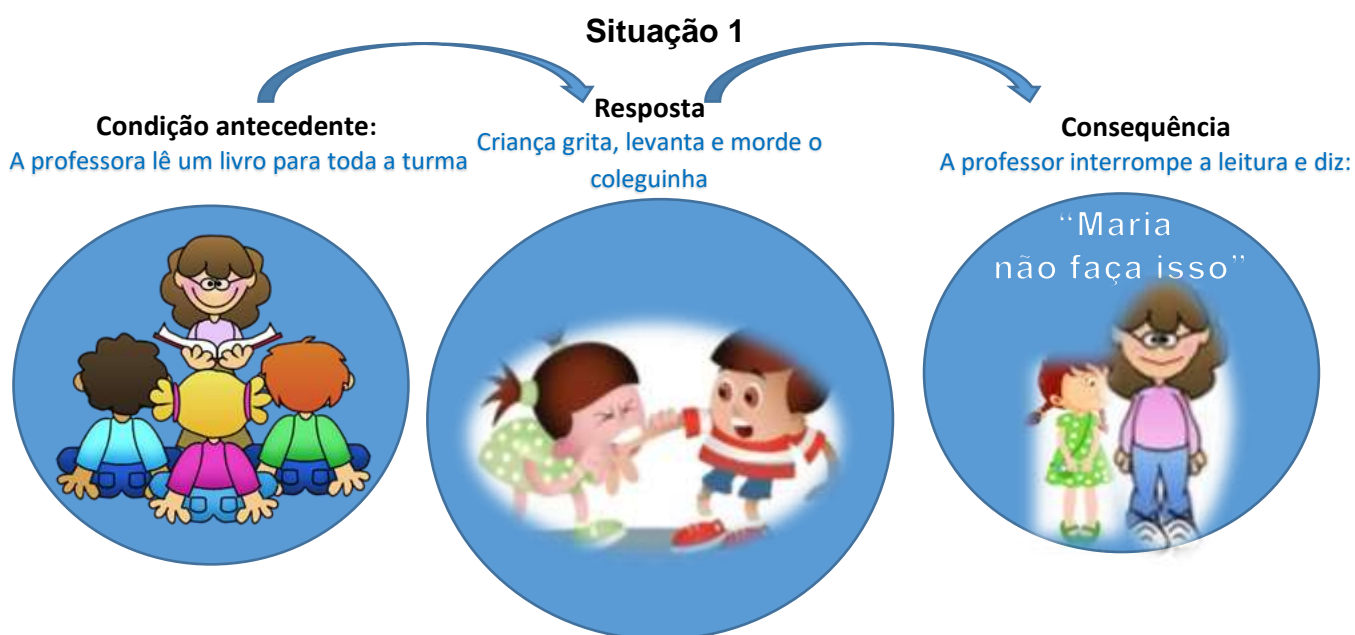 Situação 1
Condição antecedente:
A professora lê um livro para toda a turma
Resposta
Criança grita, levanta e morde o
coleguinha
Consequência
A professor interrompe a leitura e diz:
“Maria
não faça isso”